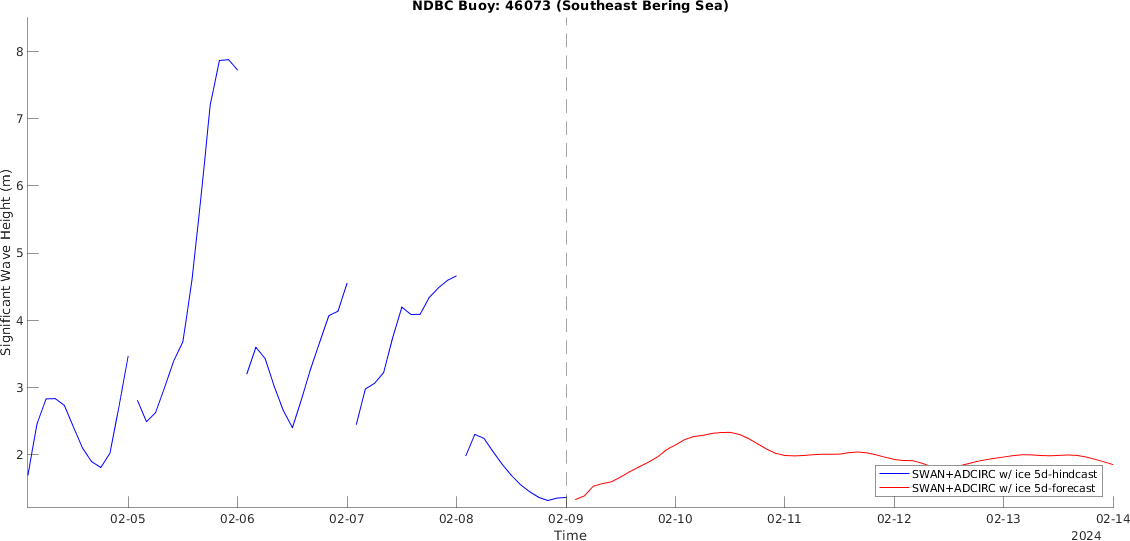 NDBC Buoy: 46073 (Southeast Bering Sea)
Significant Wave Height (m)
8
7
6
5
4
3
2
SWAN+ADCIRC w/ ice 5d-hindcast
SWAN+ADCIRC w/ ice 5d-forecast
02-05 02-06 02-07 02-08 02-09 02-10 02-11 02-12 02-13 02-14
Time
2024